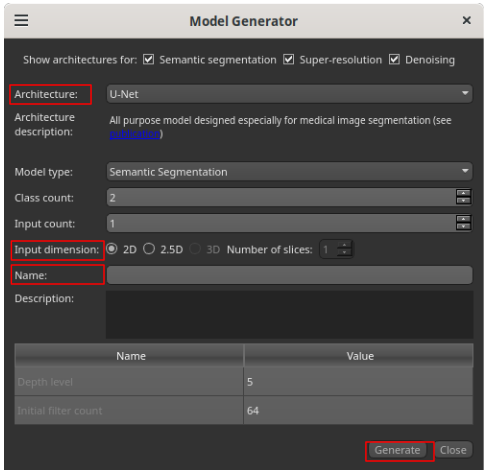 Model Generator
Show architectures for: Semantic segmentation Super-resolution Denoising
Architecture: U-Net
Architecture description: All purpose model designed especially for medical image segmentation (see publication)
Model type: Semantic Segmentation
Class count: 2
Input count: 1
Input dimension: 2D 2.5D 3D Number of slices: 1
Name:
Description:
Name Value
Depth level 5
Initial filter count 64
Generate Close